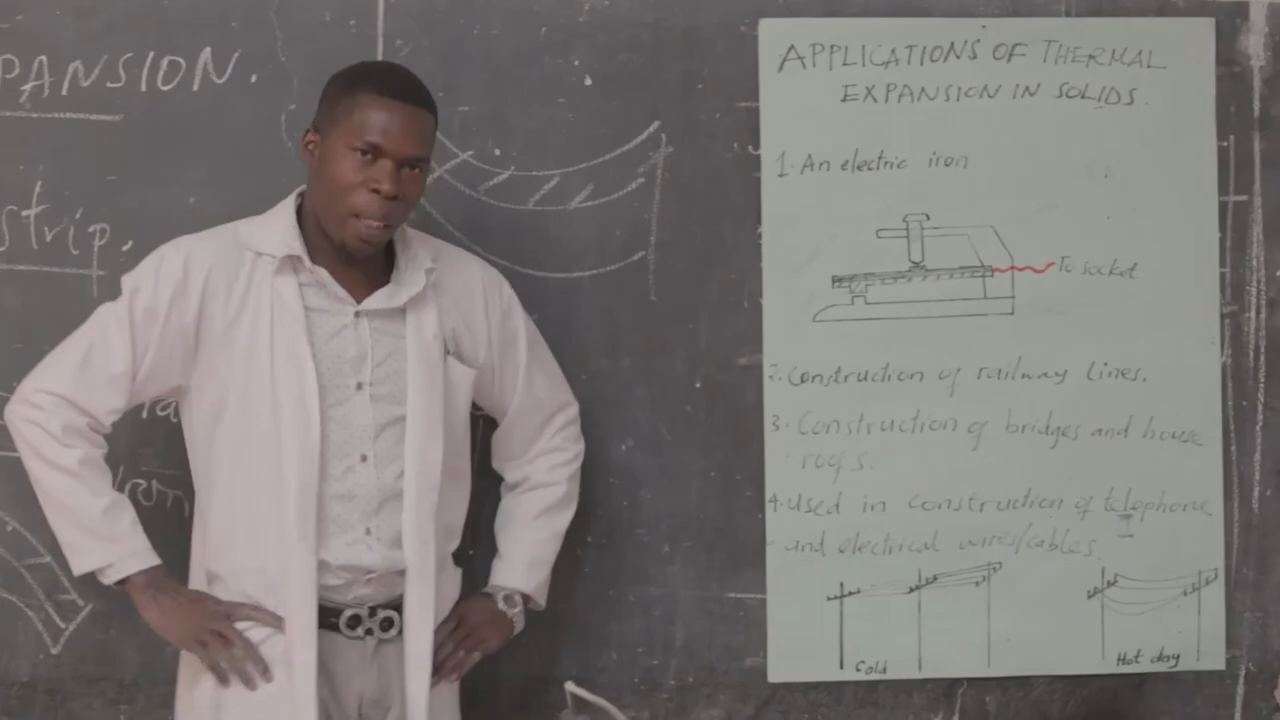 PANSION.
strip.
iron
APPLICATIONS OF THERMAL
EXPANSION IN SOLIDS.
1. An electric iron
To socket
2. Construction of railway lines.
3. Construction of bridges and house
roofs.
4. Used in construction of telephone
and electrical wires/cables.
Cold
Hot day